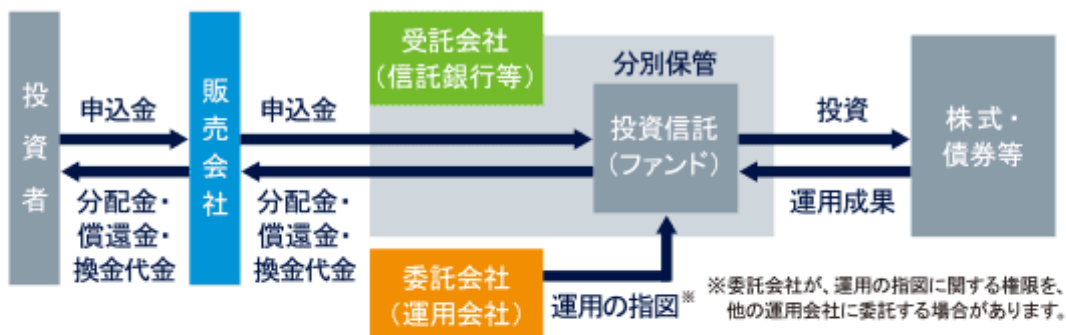 投資者
申込金
分配金・
償還金・
換金代金
販売会社
申込金
分配金・
償還金・
換金代金
受託会社
（信託銀行等）
分別保管
投資信託
（ファンド）
委託会社
（運用会社）
運用の指図※
投資
運用成果
株式・
債券等
※委託会社が、運用の指図に関する権限を、
他の運用会社に委託する場合があります。